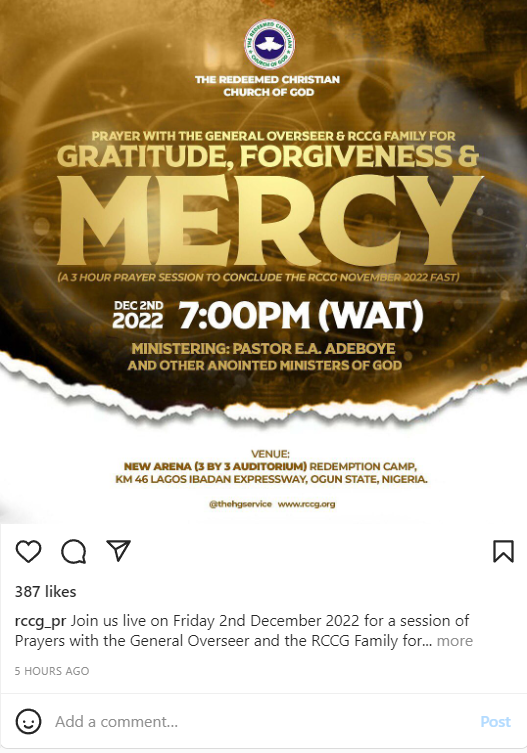 THE REDEEMED CHRISTIAN CHURCH OF GOD
THE REDEEMED CHRISTIAN
CHURCH OF GOD
PRAYER WITH THE GENERAL OVERSEER & RCCG FAMILY FOR
GRATITUDE, FORGIVENESS &
MERCY
(A 3 HOUR PRAYER SESSION TO CONCLUDE THE RCCG NOVEMBER 2022 FAST)
DEC 2ND
2022 7:00PM (WAT)
MINISTERING: PASTOR E.A. ADEBOYE
AND OTHER ANOINTED MINISTERS OF GOD
VENUE:
NEW ARENA (3 BY 3 AUDITORIUM) REDEMPTION CAMP,
KM 46 LAGOS IBADAN EXPRESSWAY, OGUN STATE, NIGERIA.
@thehgservice www.rccg.org
387 likes
rccg_pr Join us live on Friday 2nd December 2022 for a session of
Prayers with the General Overseer and the RCCG Family for... more
5 HOURS AGO
Add a comment... Post